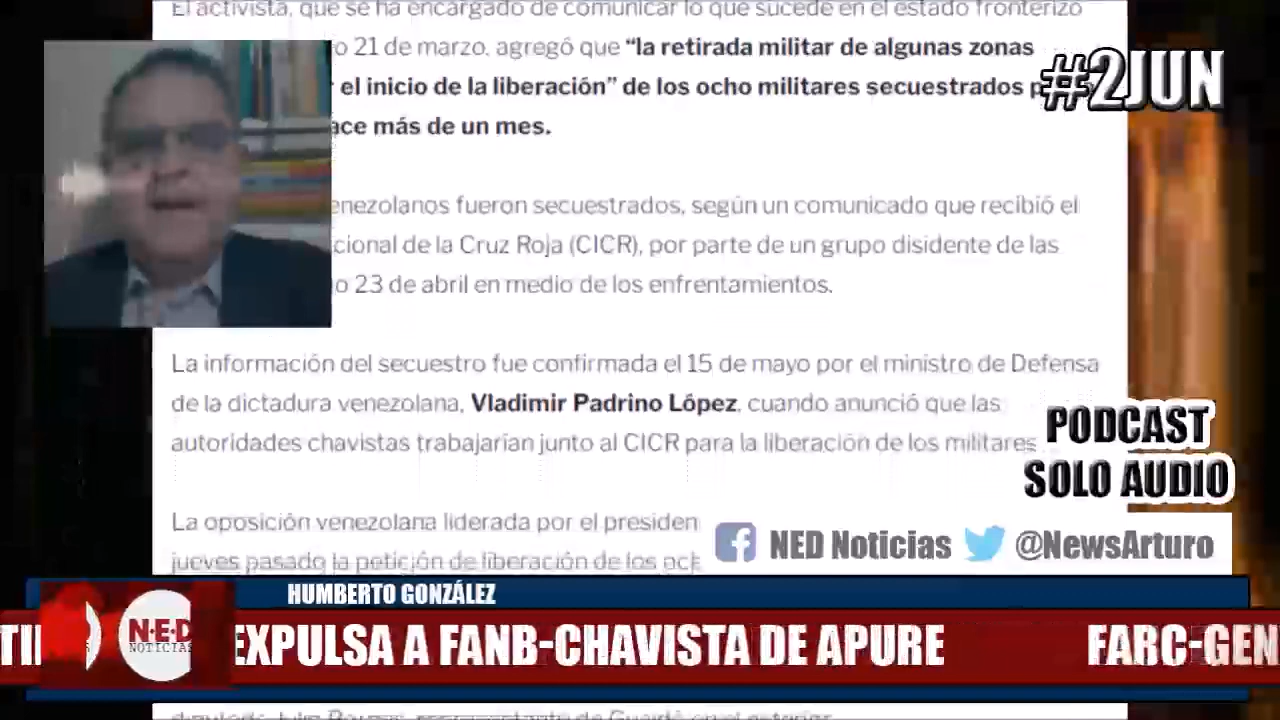 El activista, que se ha encargado de comunicar lo que sucede en el estado fronterizo
o 21 de marzo, agregó que “la retirada militar de algunas zonas
el inicio de la liberación” de los ocho militares secuestrados p
ace más de un mes.
#2JUN
enezolanos fueron secuestrados, según un comunicado que recibió el
cional de la Cruz Roja (CICR), por parte de un grupo disidente de las
o 23 de abril en medio de los enfrentamientos.
La información del secuestro fue confirmada el 15 de mayo por el ministro de Defensa
de la dictadura venezolana, Vladimir Padrino López, cuando anunció que las
autoridades chavistas trabajarían junto al CICR para la liberación de los militares
PODCAST
SOLO AUDIO
La oposición venezolana liderada por el presiden
jueves pasado la petición de liberación de los och
NED Noticias @NewsArturo
HUMBERTO GONZÁLEZ
N·E·D
NOTICIAS
EXPULSA A FANB-CHAVISTA DE APURE FARC-GEN